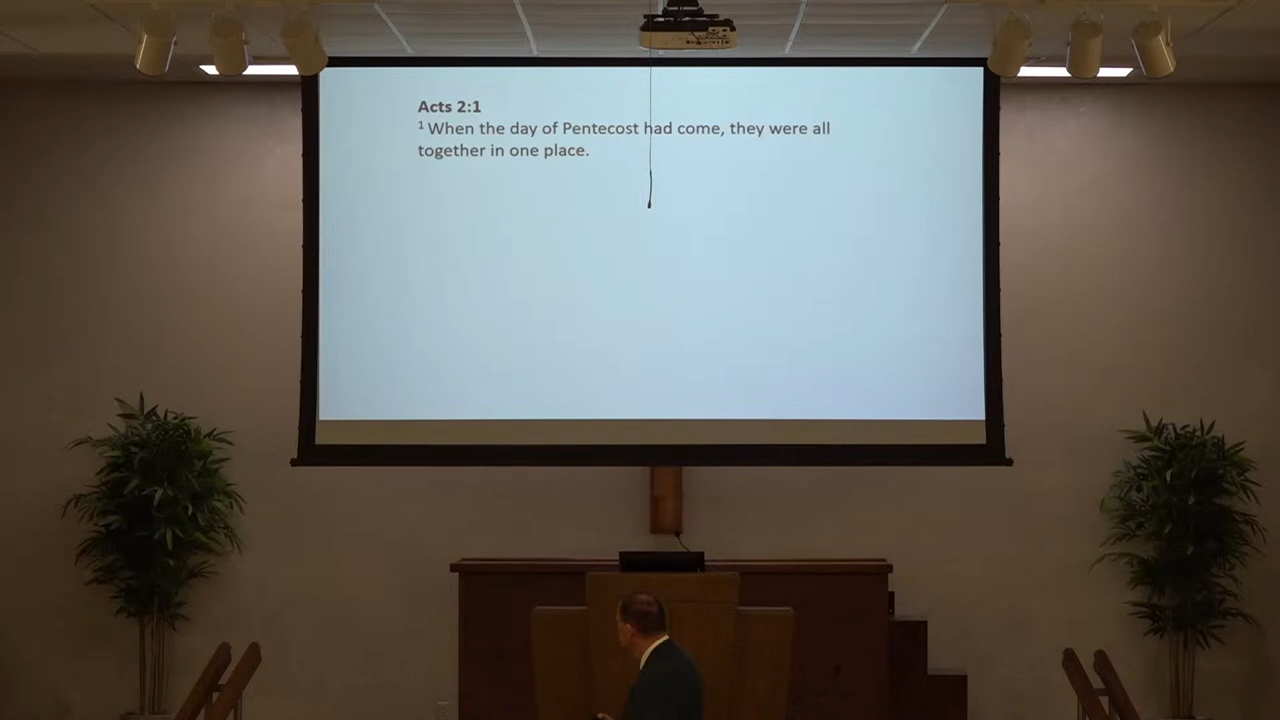 Acts 2:1
1 When the day of Pentecost had come, they were all
together in one place.